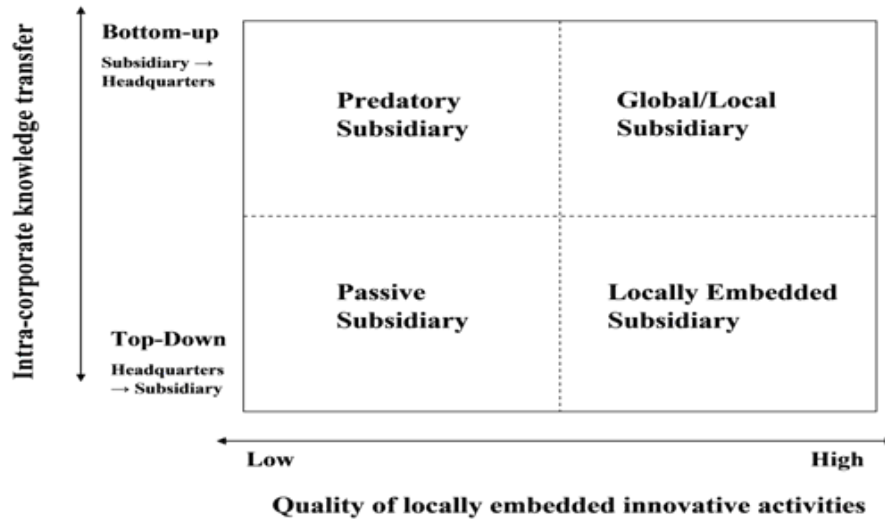 Intra-corporate knowledge transfer
Bottom-up
Subsidiary →
Headquarters
Predatory
Subsidiary
Global/Local
Subsidiary
Passive
Subsidiary
Locally Embedded
Subsidiary
Top-Down
Headquarters
→ Subsidiary
Low
High
Quality of locally embedded innovative activities